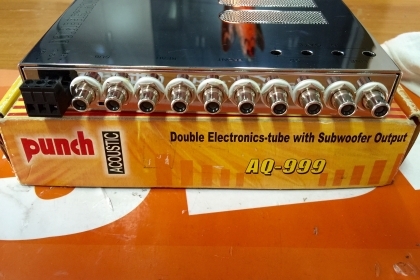 punch
ACOUSTIC
Double Electronics-tube with Subwoofer Output
AQ-999